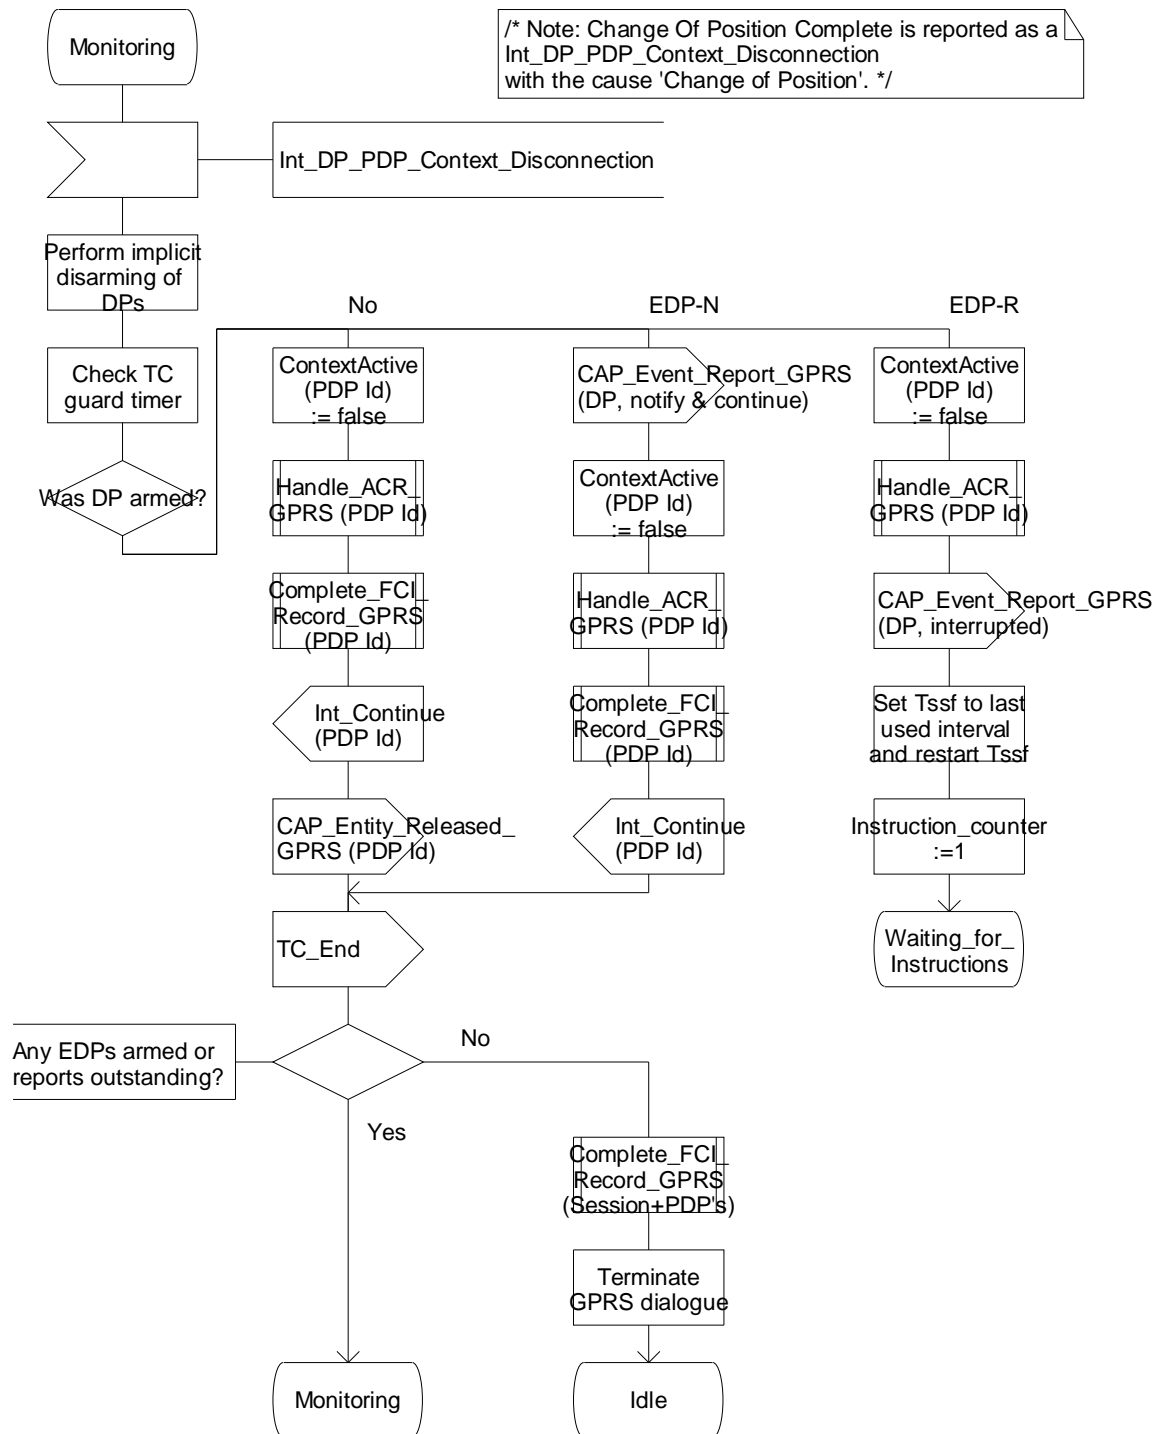 Monitoring
/* Note: Change Of Position Complete is reported as a
Int_DP_PDP_Context_Disconnection
with the cause 'Change of Position'. */
Int_DP_PDP_Context_Disconnection
Perform implicit
disarming of
DPs
Check TC
guard timer
Was DP armed?
No
EDP-N
EDP-R
ContextActive
(PDP Id)
:= false
Handle_ACR_
GPRS (PDP Id)
Complete_FCI_
Record_GPRS
(PDP Id)
Int_Continue
(PDP Id)
CAP_Entity_Released_
GPRS (PDP Id)
TC_End
CAP_Event_Report_GPRS
(DP, notify & continue)
ContextActive
(PDP Id)
:= false
Handle_ACR_
GPRS (PDP Id)
Complete_FCI_
Record_GPRS
(PDP Id)
Int_Continue
(PDP Id)
ContextActive
(PDP Id)
:= false
Handle_ACR_
GPRS (PDP Id)
CAP_Event_Report_GPRS
(DP, interrupted)
Set Tssf to last
used interval
and restart Tssf
Instruction_counter
:=1
Waiting_for_
Instructions
Any EDPs armed or
reports outstanding?
No
Yes
Complete_FCI_
Record_GPRS
(Session+PDP's)
Terminate
GPRS dialogue
Monitoring
Idle